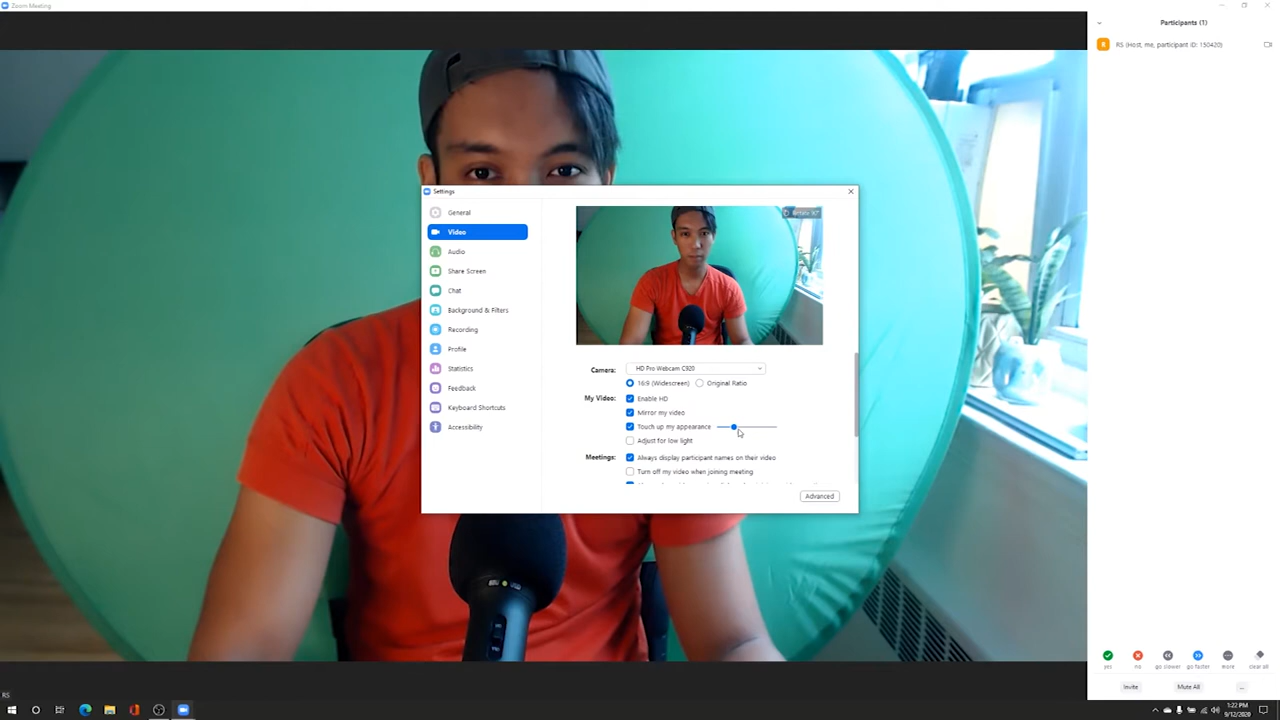 Zoom Meeting
Participants (1)
R
RS (Host, me, participant ID: 150420)
Settings
General
Video
Audio
Share Screen
Chat
Background & Filters
Recording
Profile
Statistics
Feedback
Keyboard Shortcuts
Accessibility
Rotate 90°
Camera: HD Pro Webcam C920
16:9 (Widescreen) Original Ratio
My Video: Enable HD
Mirror my video
Touch up my appearance
Adjust for low light
Meetings: Always display participant names on their video
Turn off my video when joining meeting
Advanced
yes no go slower go faster more clear all
Invite Mute All ...
RS
1:22 PM
9/12/2020